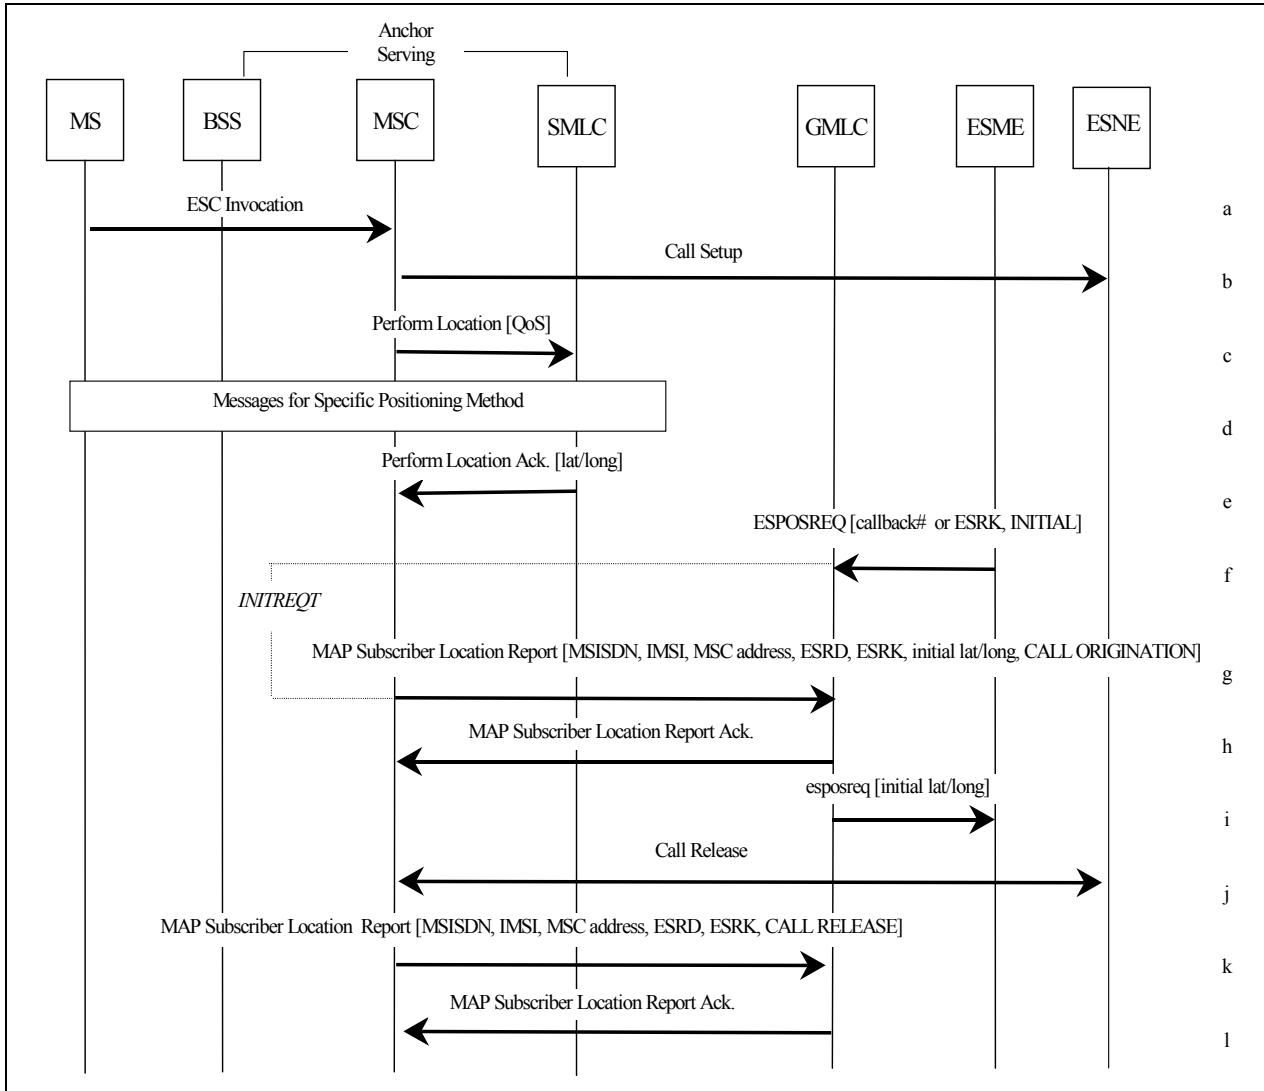 Anchor
Serving
MS
BSS
MSC
SMLC
GMLC
ESME
ESNE
ESC Invocation
a
Call Setup
b
Perform Location [QoS]
c
Messages for Specific Positioning Method
d
Perform Location Ack. [lat/long]
e
ESPOSREQ [callback# or ESRK, INITIAL]
f
INITREQT
MAP Subscriber Location Report [MSISDN, IMSI, MSC address, ESRD, ESRK, initial lat/long, CALL ORIGINATION]
g
MAP Subscriber Location Report Ack.
h
esposreq [initial lat/long]
i
Call Release
j
MAP Subscriber Location Report [MSISDN, IMSI, MSC address, ESRD, ESRK, CALL RELEASE]
k
MAP Subscriber Location Report Ack.
l